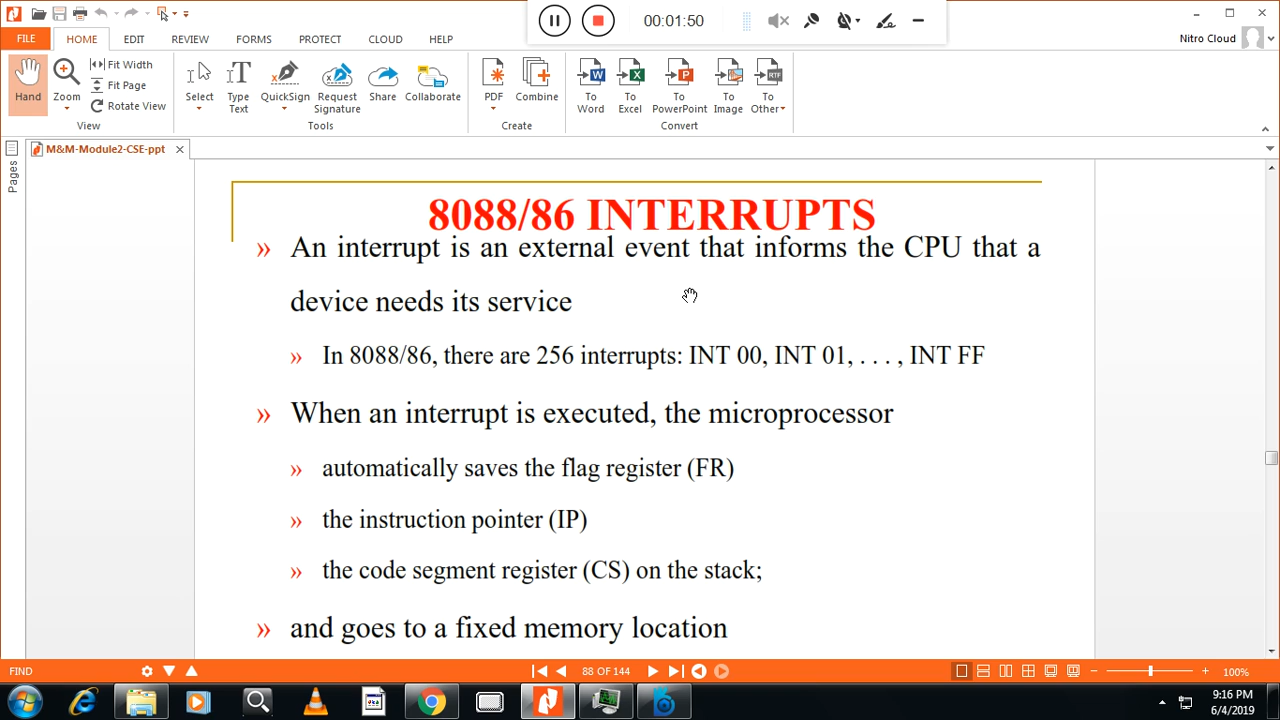 00:01:50
FILE HOME EDIT REVIEW FORMS PROTECT CLOUD HELP
Nitro Cloud
Hand
Zoom
Fit Width
Fit Page
Rotate View
View
Select
Type
Text
QuickSign
Request
Signature
Share
Collaborate
Tools
PDF
Combine
Create
To
Word
To
Excel
To
PowerPoint
To
Image
To
Other
Convert
M&M-Module2-CSE-ppt
Pages
8088/86 INTERRUPTS
» An interrupt is an external event that informs the CPU that a
device needs its service
» In 8088/86, there are 256 interrupts: INT 00, INT 01, . . . , INT FF
» When an interrupt is executed, the microprocessor
» automatically saves the flag register (FR)
» the instruction pointer (IP)
» the code segment register (CS) on the stack;
» and goes to a fixed memory location
FIND
88 OF 144
100%
9:16 PM
6/4/2019